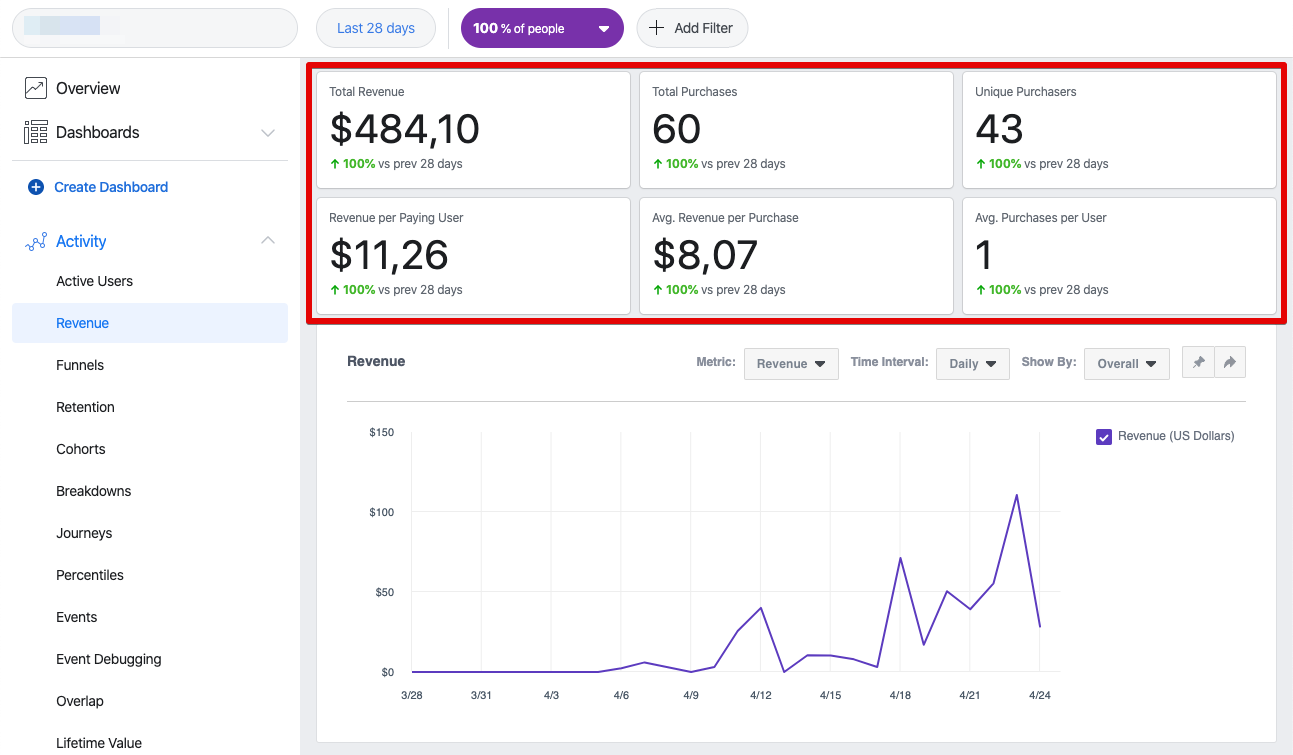 Last 28 days
100 % of people
Add Filter
Overview
Dashboards
Create Dashboard
Activity
Active Users
Revenue
Funnels
Retention
Cohorts
Breakdowns
Journeys
Percentiles
Events
Event Debugging
Overlap
Lifetime Value
Total Revenue
$484,10
100% vs prev 28 days
Total Purchases
60
100% vs prev 28 days
Unique Purchasers
43
100% vs prev 28 days
Revenue per Paying User
$11,26
100% vs prev 28 days
Avg. Revenue per Purchase
$8,07
100% vs prev 28 days
Avg. Purchases per User
1
100% vs prev 28 days
Revenue
Metric: Revenue
Time Interval: Daily
Show By: Overall
Revenue (US Dollars)
$150
$100
$50
$0
3/28 3/31 4/3 4/6 4/9 4/12 4/15 4/18 4/21 4/24